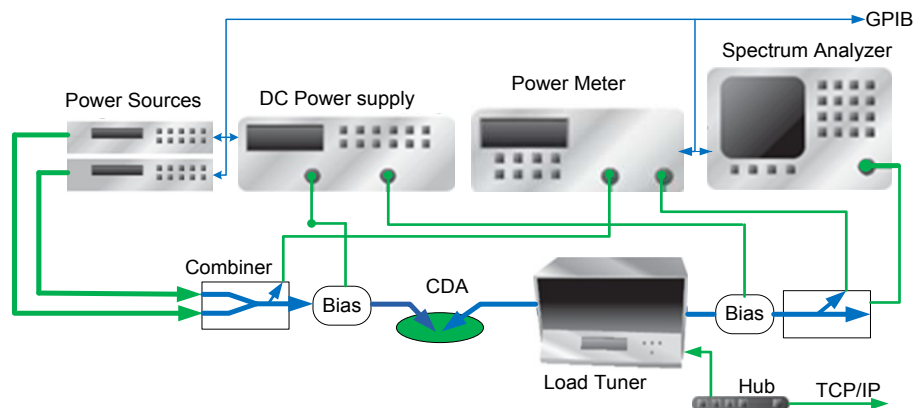 GPIB
Spectrum Analyzer
Power Meter
DC Power supply
Power Sources
Combiner
CDA
Bias
Bias
Load Tuner
Hub
TCP/IP